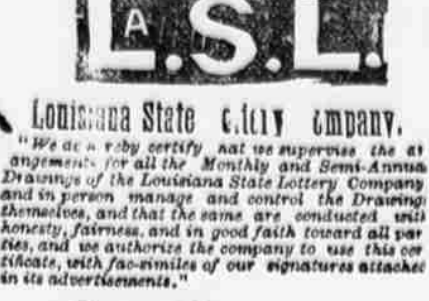 L.S.L.
A
Louisiana State
"We do reby certify hat we supervise the ar
angements for all the Monthly and Semi-Annua
Drawings of the Louisiana State Lottery Company
and in person manage and control the Drawings
themselves, and that the same are conducted with
honesty, fairness, and in good faith toward all par
ties, and we authorize the company to use this cer
tificate, with fac-similes of our signatures attached
in its advertisements."